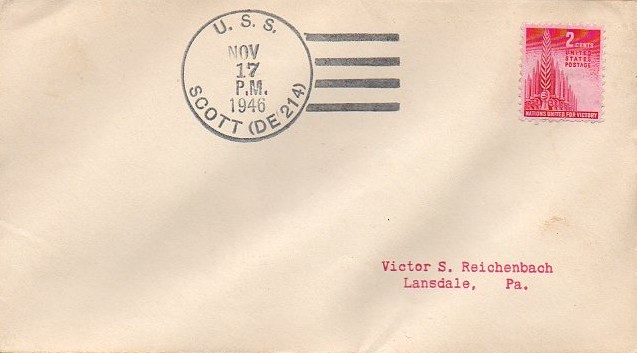 U. S. S.
NOV
17
P.M.
1946
SCOTT (DE 214)
2 CENTS
UNITED
STATES
POSTAGE
NATIONS UNITED FOR VICTORY
Victor S. Reichenbach
Lansdale, Pa.